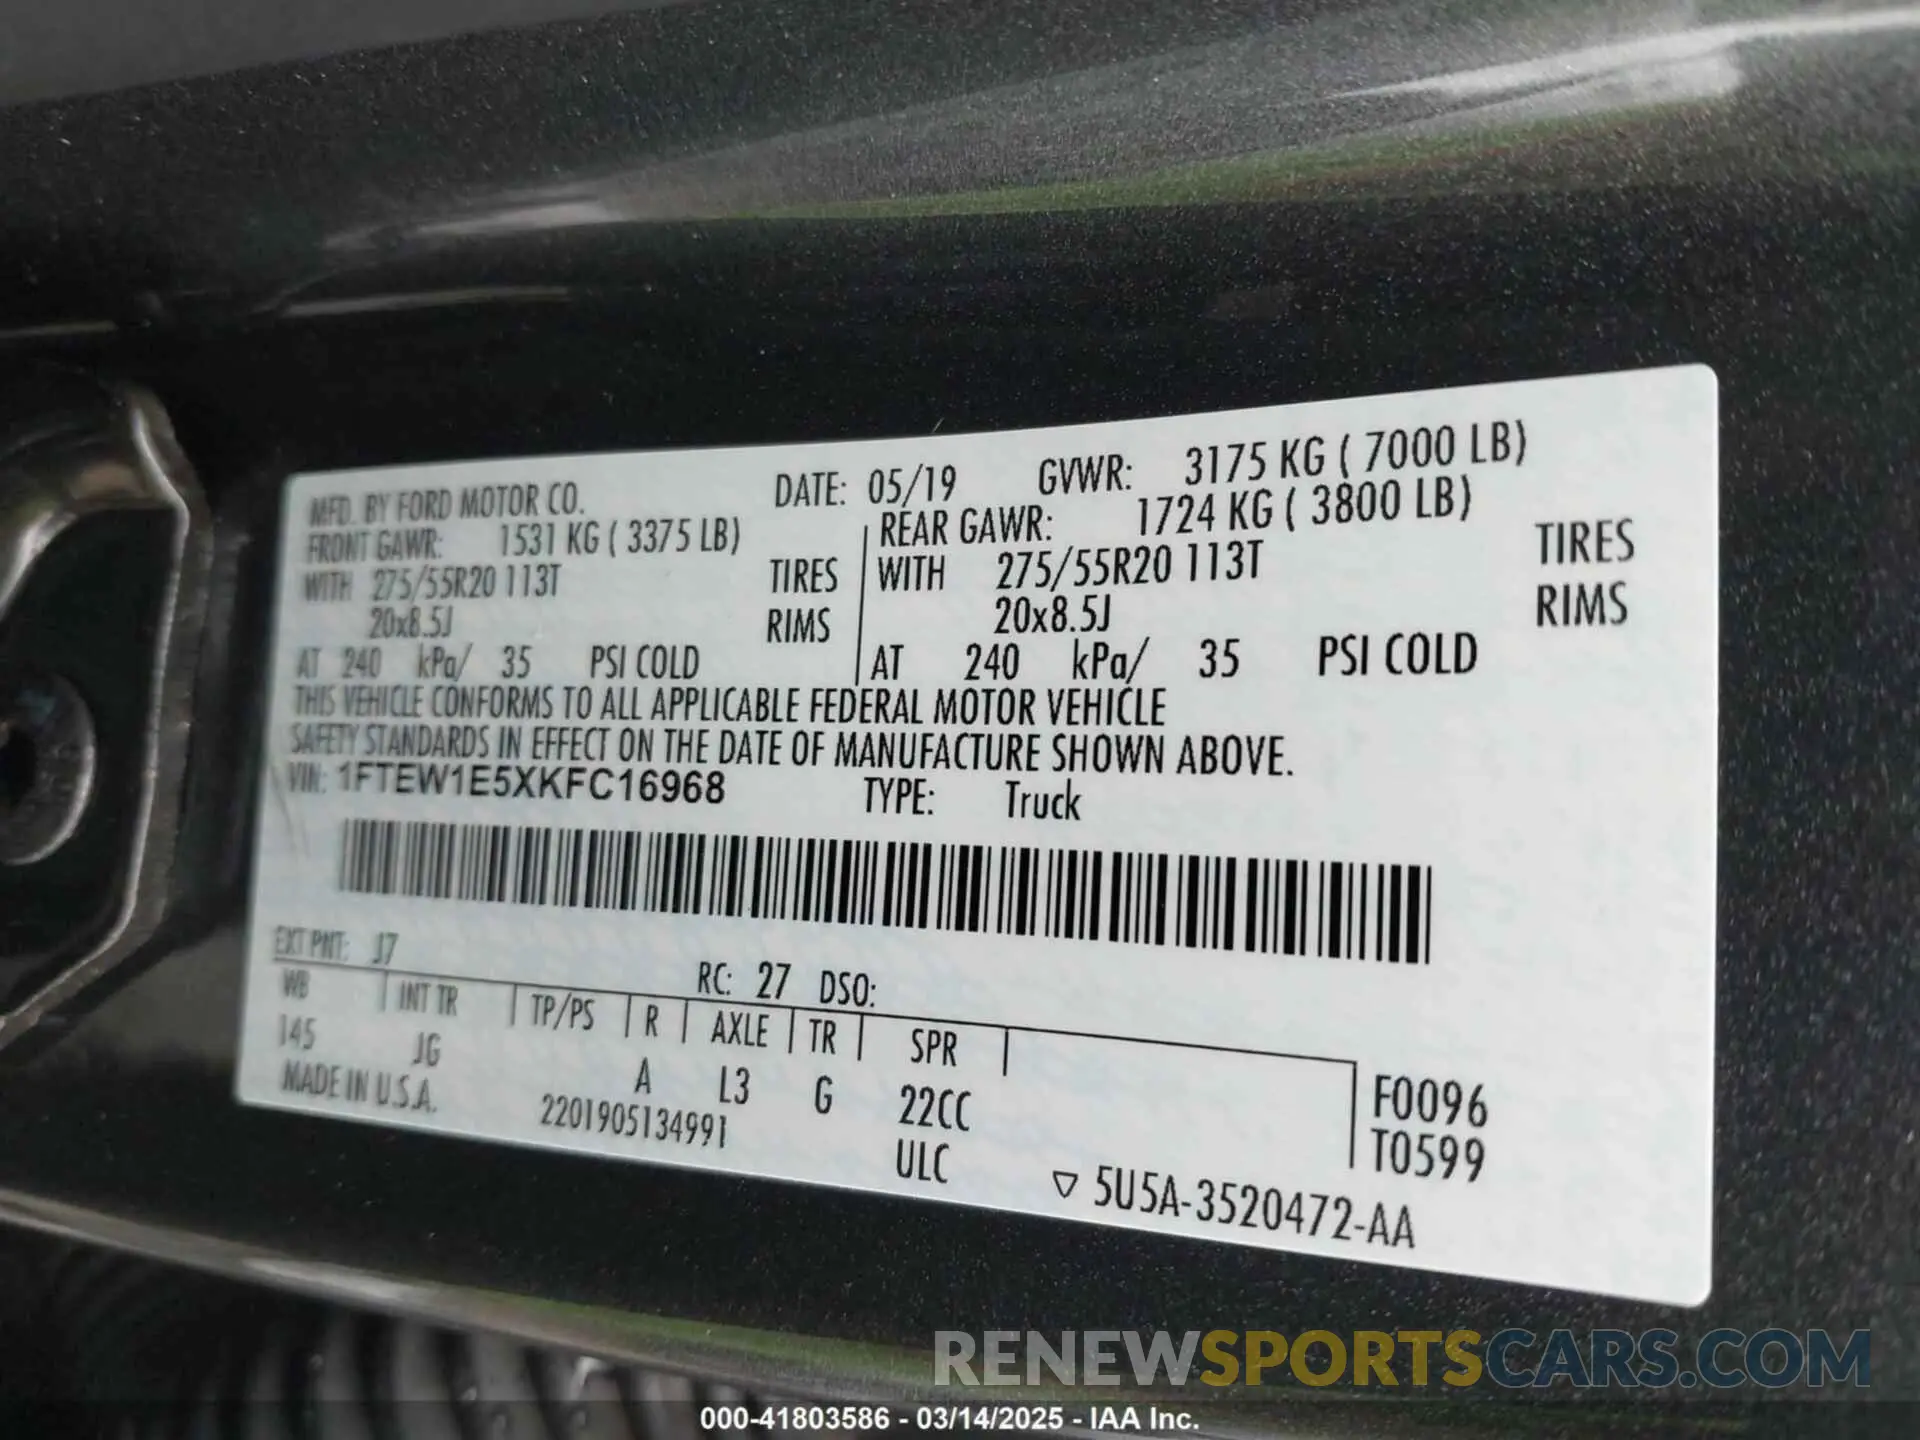 MFD. BY FORD MOTOR CO. DATE: 05/19 GVWR: 3175 KG ( 7000 LB)
FRONT GAWR: 1531 KG ( 3375 LB) REAR GAWR: 1724 KG ( 3800 LB)
WITH 275/55R20 113T TIRES WITH 275/55R20 113T TIRES
20x8.5J RIMS 20x8.5J RIMS
AT 240 kPa/ 35 PSI COLD AT 240 kPa/ 35 PSI COLD
THIS VEHICLE CONFORMS TO ALL APPLICABLE FEDERAL MOTOR VEHICLE
SAFETY STANDARDS IN EFFECT ON THE DATE OF MANUFACTURE SHOWN ABOVE.
VIN: 1FTEW1E5XKFC16968 TYPE: Truck
EXT PNT: J7 RC: 27 DSO:
WB INT TR TP/PS R AXLE TR SPR
145 JG A L3 G 22CC F0096
MADE IN U.S.A. 2201905134991 ULC T0599
▽ 5U5A-3520472-AA
RENEWSPORTSCARS.COM
000-41803586 - 03/14/2025 - IAA Inc.